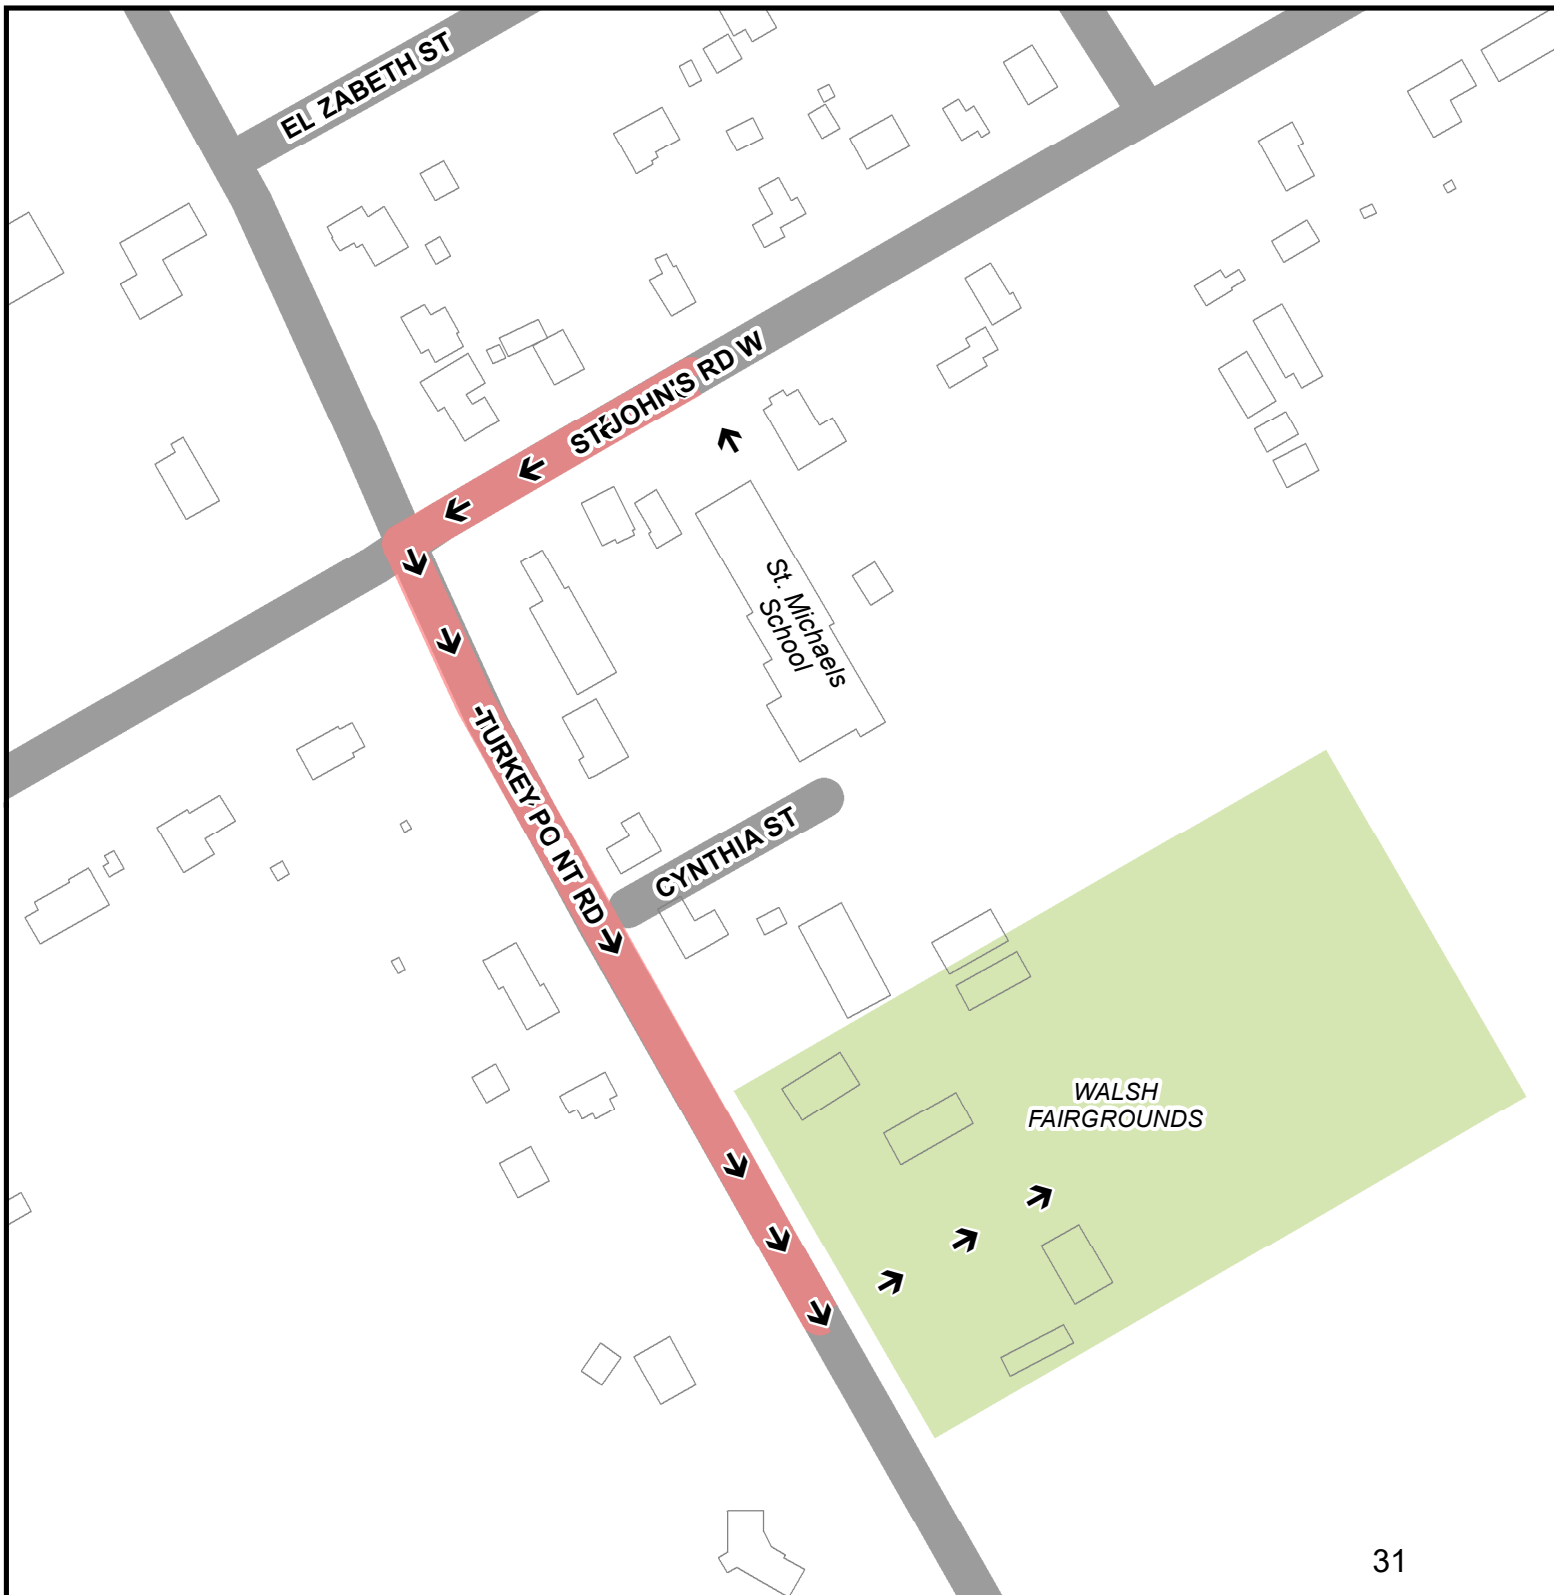 EL ZABETH ST
ST JOHN'S RD W
St. Michaels
School
TURKEY PO NT RD
CYNTHIA ST
WALSH
FAIRGROUNDS
31